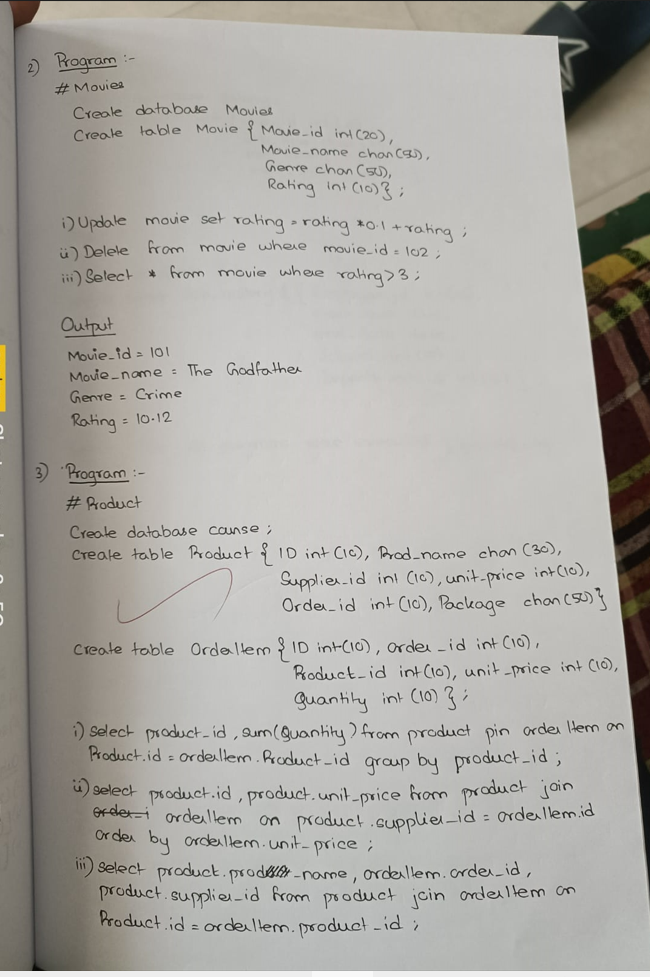 2) Program :-
# Movies
Create database Movies
Create table Movie { Movie_id int(20),
Movie_name char(50),
Genre char(50),
Rating int (10)};
i) Update movie set rating = rating *0.1 + rating ;
ii) Delete from movie where movie_id = 102 ;
iii) Select * from movie where rating > 3 ;
Output
Movie_id = 101
Movie_name = The Godfather
Genre = Crime
Rating = 10.12
3) Program :-
# Product
Create database course ;
Create table Product { ID int (10), Prod_name char (30),
Supplier_id int (10), unit_price int(10),
Order_id int (10), Package char(50)}
Create table OrderItem { ID int(10), order_id int(10),
Product_id int(10), unit_price int (10),
Quantity int (10) };
i) select product_id, sum(Quantity) from product pin order Item on
Product.id = orderItem.Product_id group by product_id ;
ii) select product.id, product.unit_price from product join
order i orderItem on product.supplier_id = orderItem.id
order by orderItem.unit_price ;
iii) select product.prod -name, orderItem.order_id,
product.supplier_id from product join orderItem on
Product.id = orderItem.product_id ;